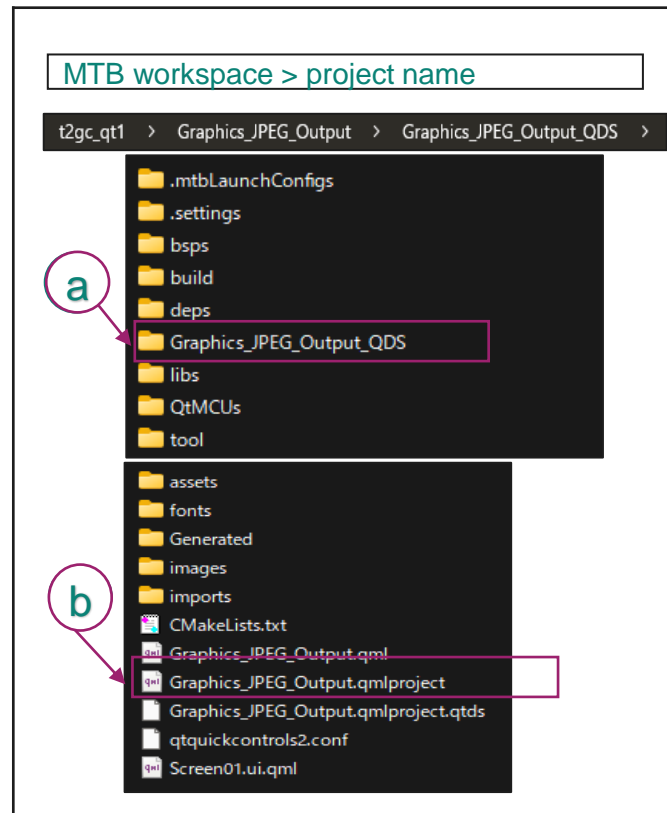 MTB workspace > project name
t2gc_qt1 > Graphics_JPEG_Output > Graphics_JPEG_Output_QDS >
.mtbLaunchConfigs
.settings
bsps
build
a
deps
Graphics_JPEG_Output_QDS
libs
QtMCUs
tool
assets
fonts
Generated
images
b
imports
CMakeLists.txt
Graphics_JPEG_Output.qml
Graphics_JPEG_Output.qmlproject
Graphics_JPEG_Output.qmlproject.qtds
qtquickcontrols2.conf
Screen01.ui.qml